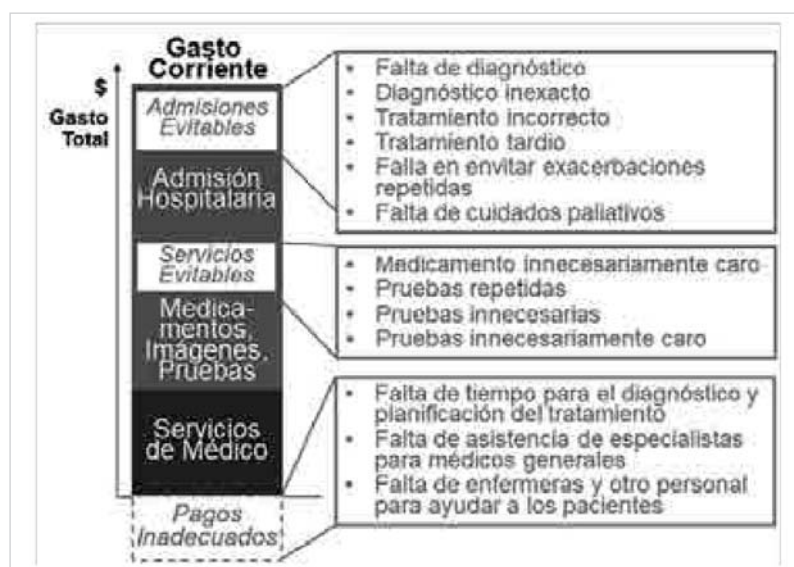 Gasto
Corriente
$
Gasto
Total
Admisiones
Evitables
Admisión
Hospitalaria
Servicios
Evitables
Medica-
mentos,
Imágenes,
Pruebas
Servicios
de Médico
Pagos
Inadecuados
• Falta de diagnóstico
• Diagnóstico inexacto
• Tratamiento incorrecto
• Tratamiento tardio
• Falla en envitar exacerbaciones
repetidas
• Falta de cuidados paliativos
• Medicamento innecesariamente caro
• Pruebas repetidas
• Pruebas innecesarias
• Pruebas innecesariamente caro
• Falta de tiempo para el diagnóstico y
planificación del tratamiento
• Falta de asistencia de especialistas
para médicos generales
• Falta de enfermeras y otro personal
para ayudar a los pacientes